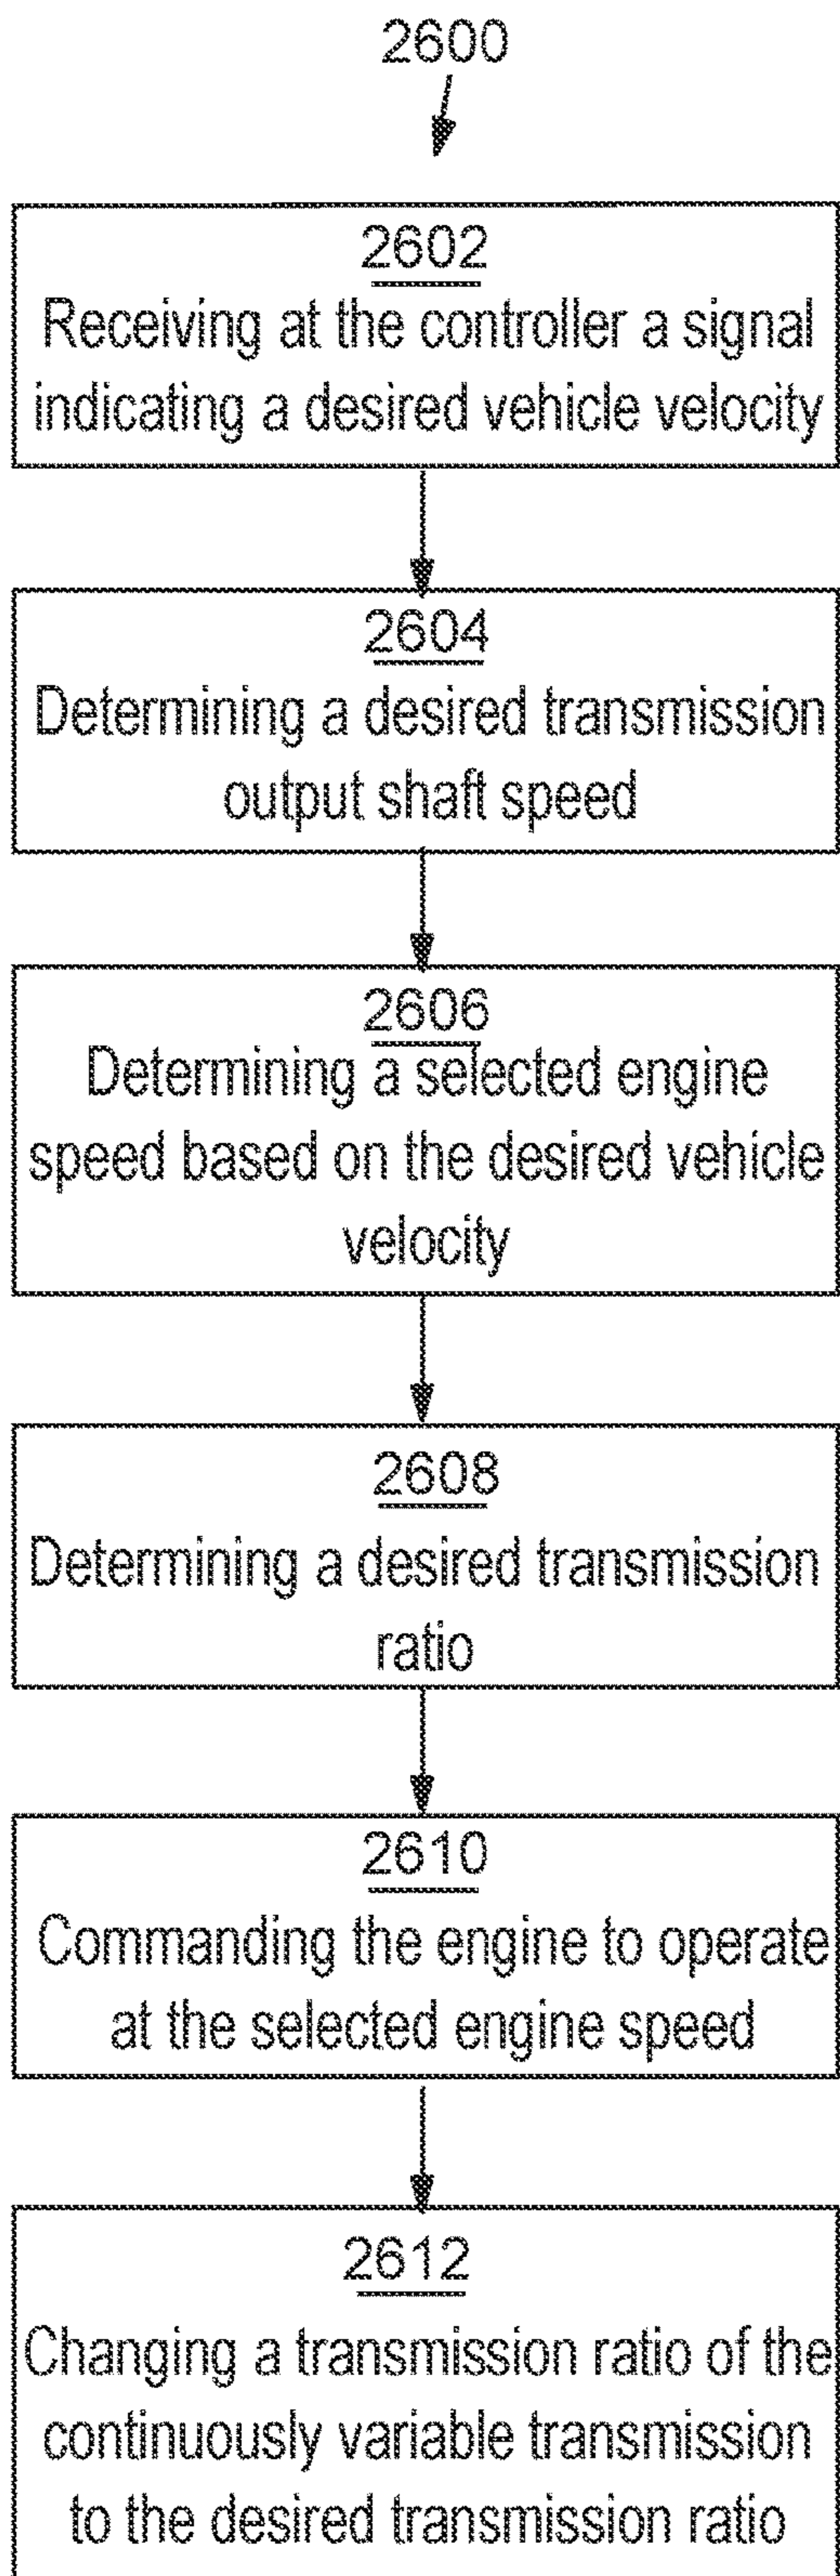 2600
2602
Receiving at the controller a signal
indicating a desired vehicle velocity
2604
Determining a desired transmission
output shaft speed
2606
Determining a selected engine
speed based on the desired vehicle
velocity
2608
Determining a desired transmission
ratio
2610
Commanding the engine to operate
at the selected engine speed
2612
Changing a transmission ratio of the
continuously variable transmission
to the desired transmission ratio